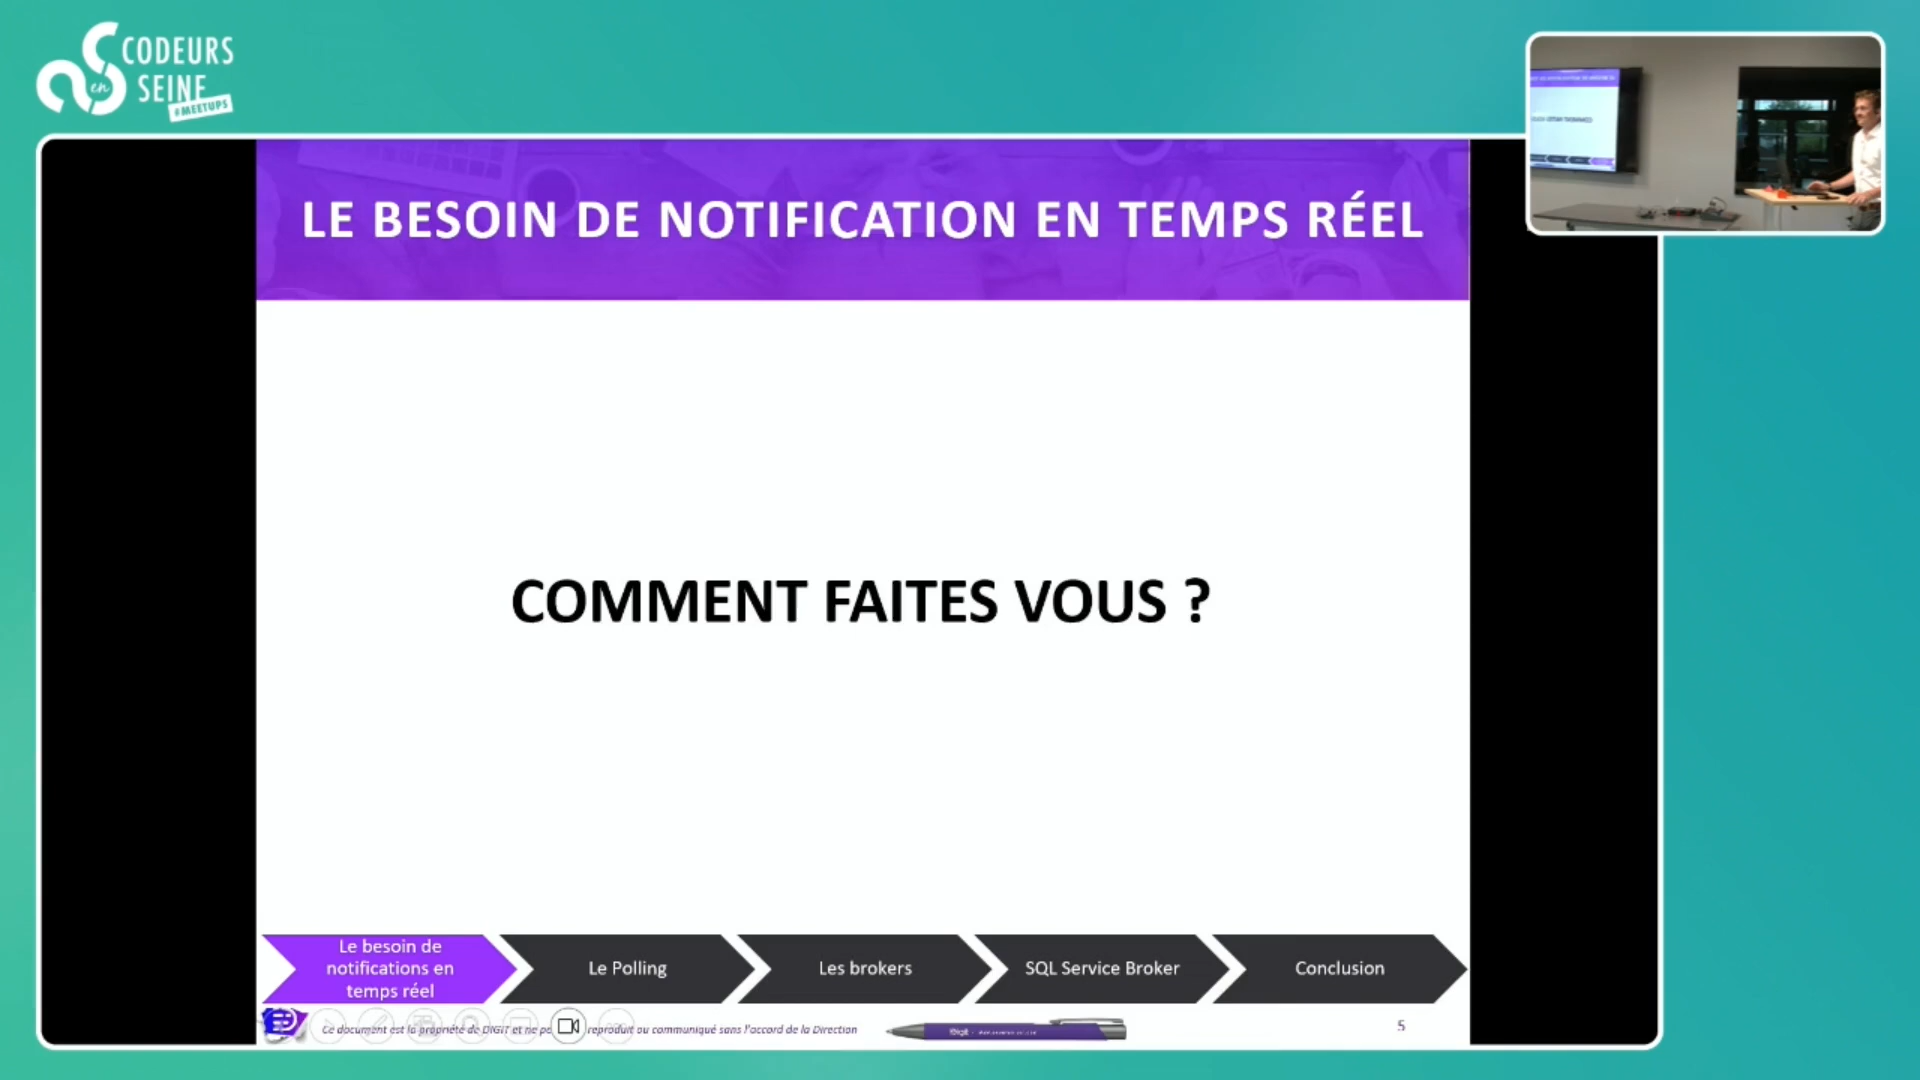 CODEURS
en
SEINE
#MEETUPS
LE BESOIN DE NOTIFICATION EN TEMPS RÉEL
COMMENT FAITES VOUS ?
Le besoin de
notifications en
temps réel
Le Polling
Les brokers
SQL Service Broker
Conclusion
Ce document est la propriété de DIGIT et ne reproduit ou communiqué sans l'accord de la Direction
Digit
5